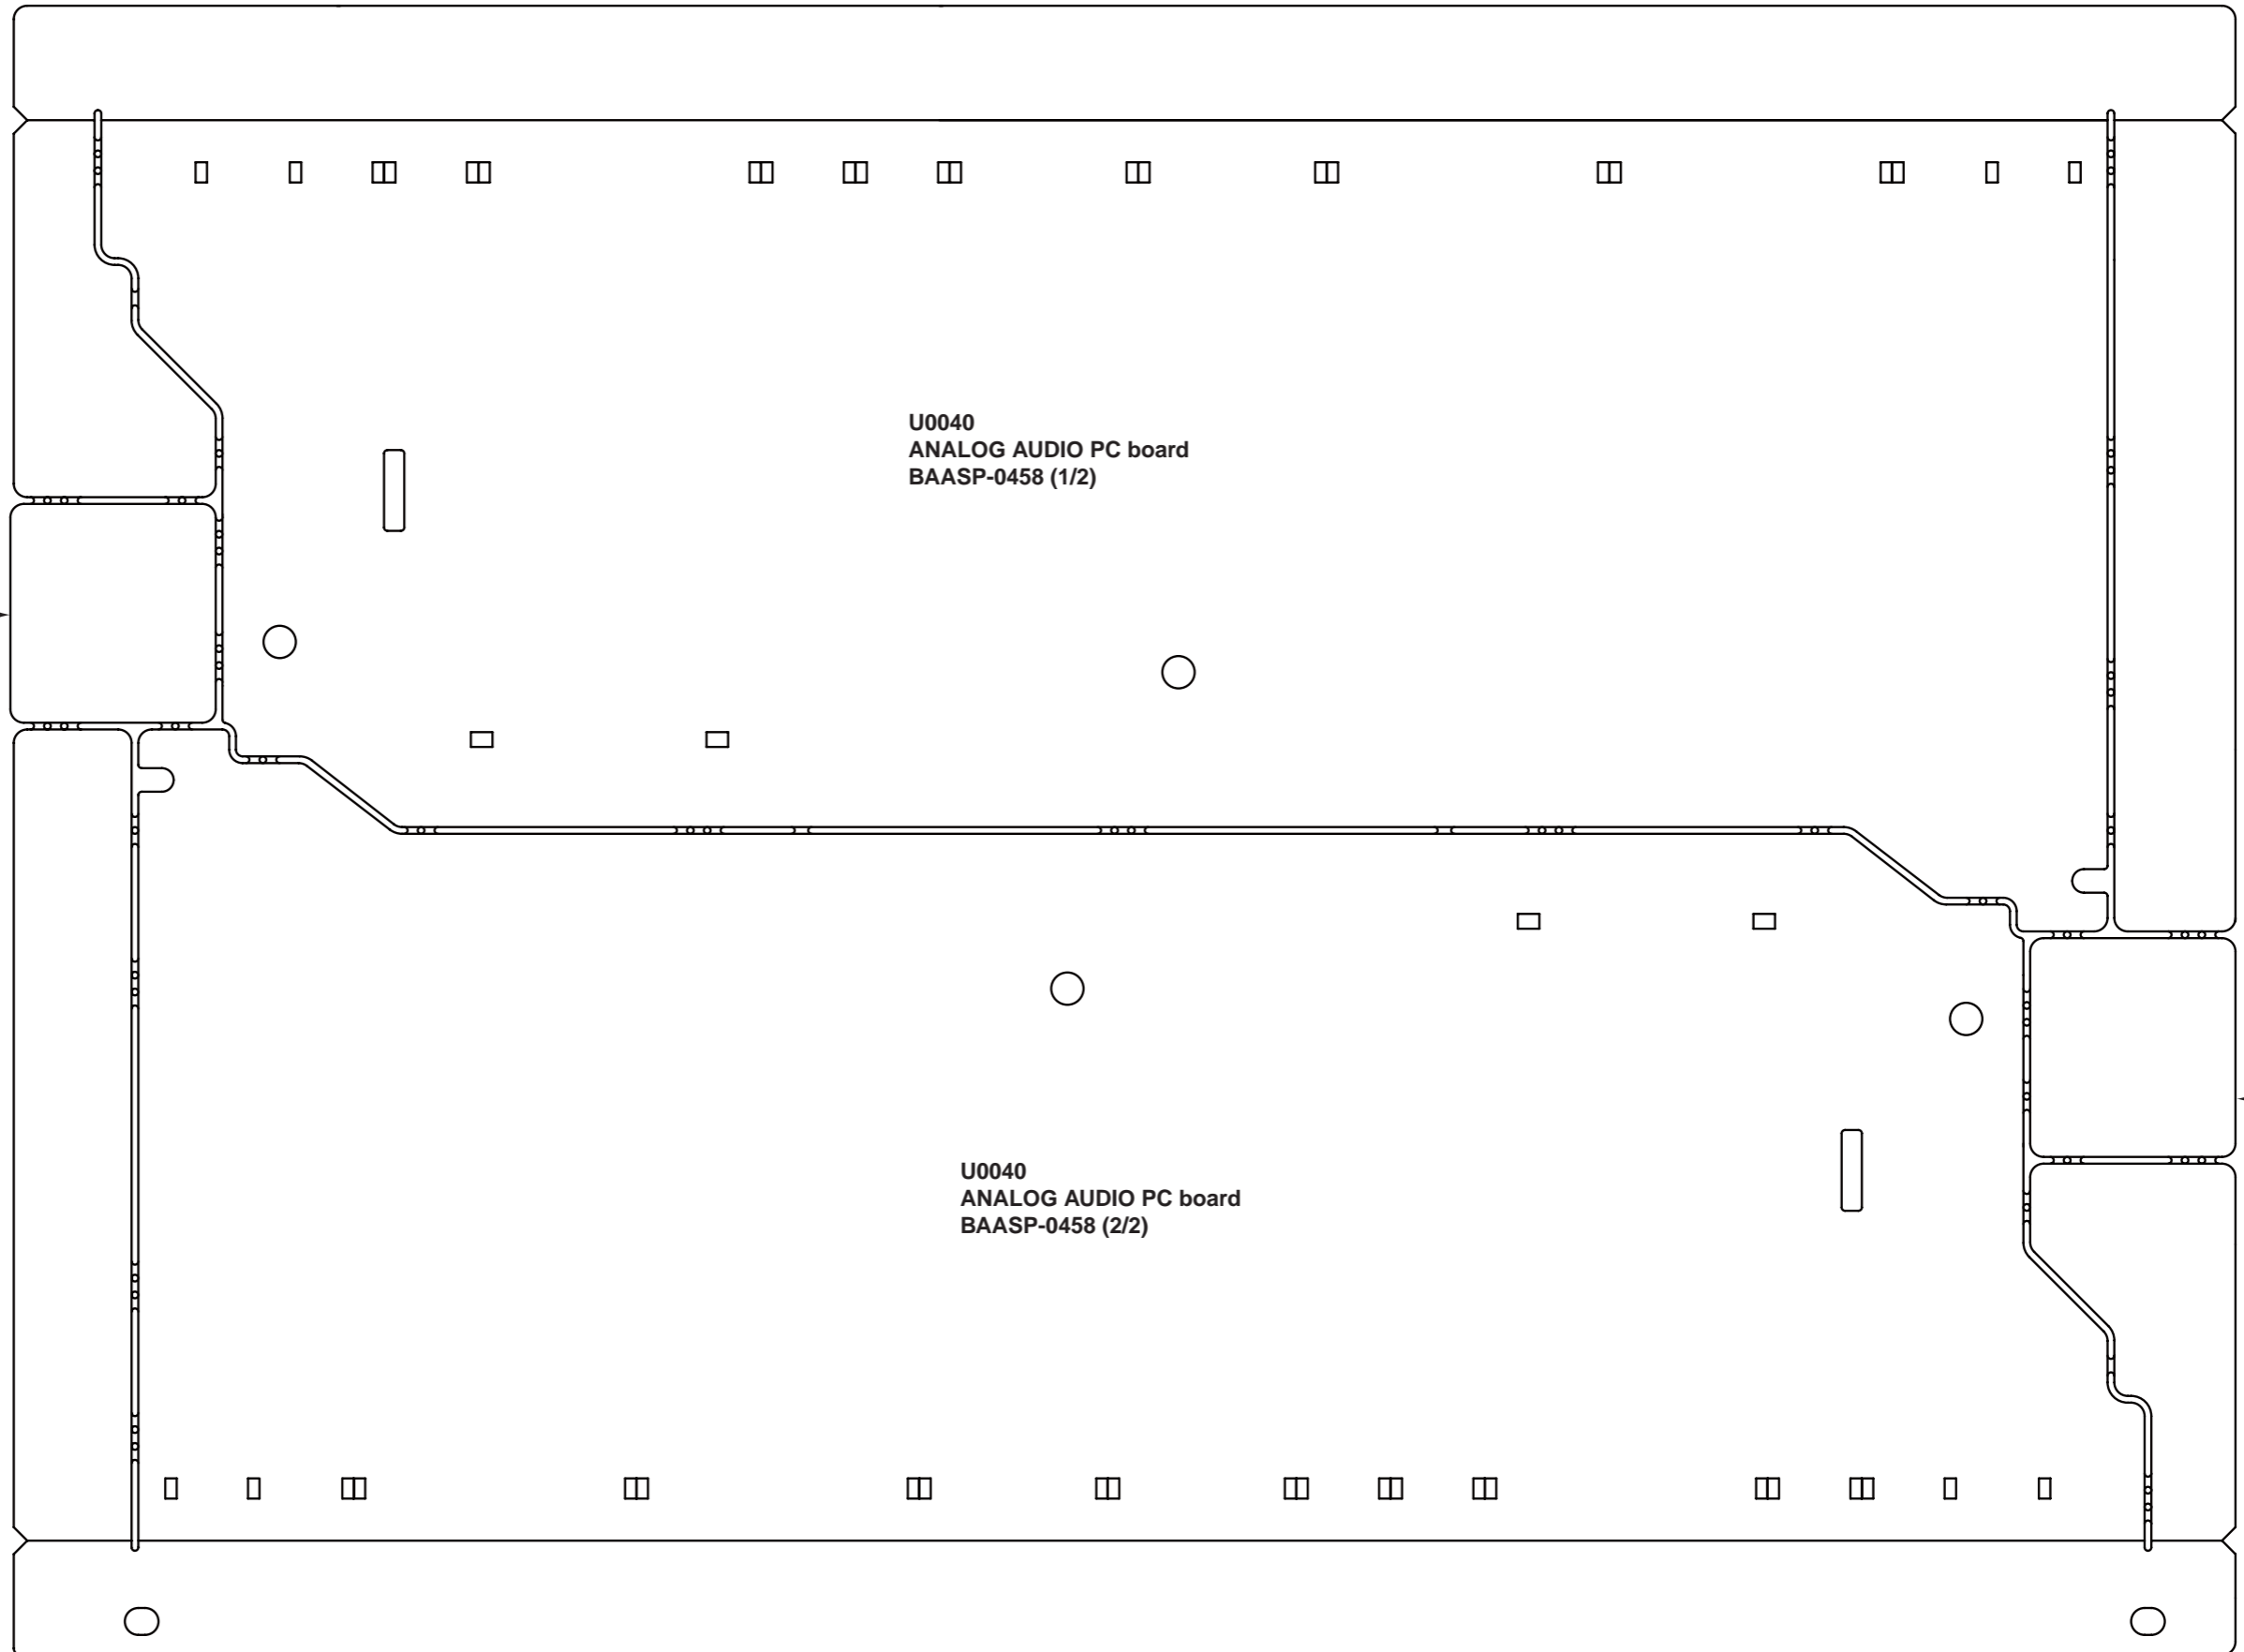 U0040
ANALOG AUDIO PC board
BAASP-0458 (1/2)
U0040
ANALOG AUDIO PC board
BAASP-0458 (2/2)